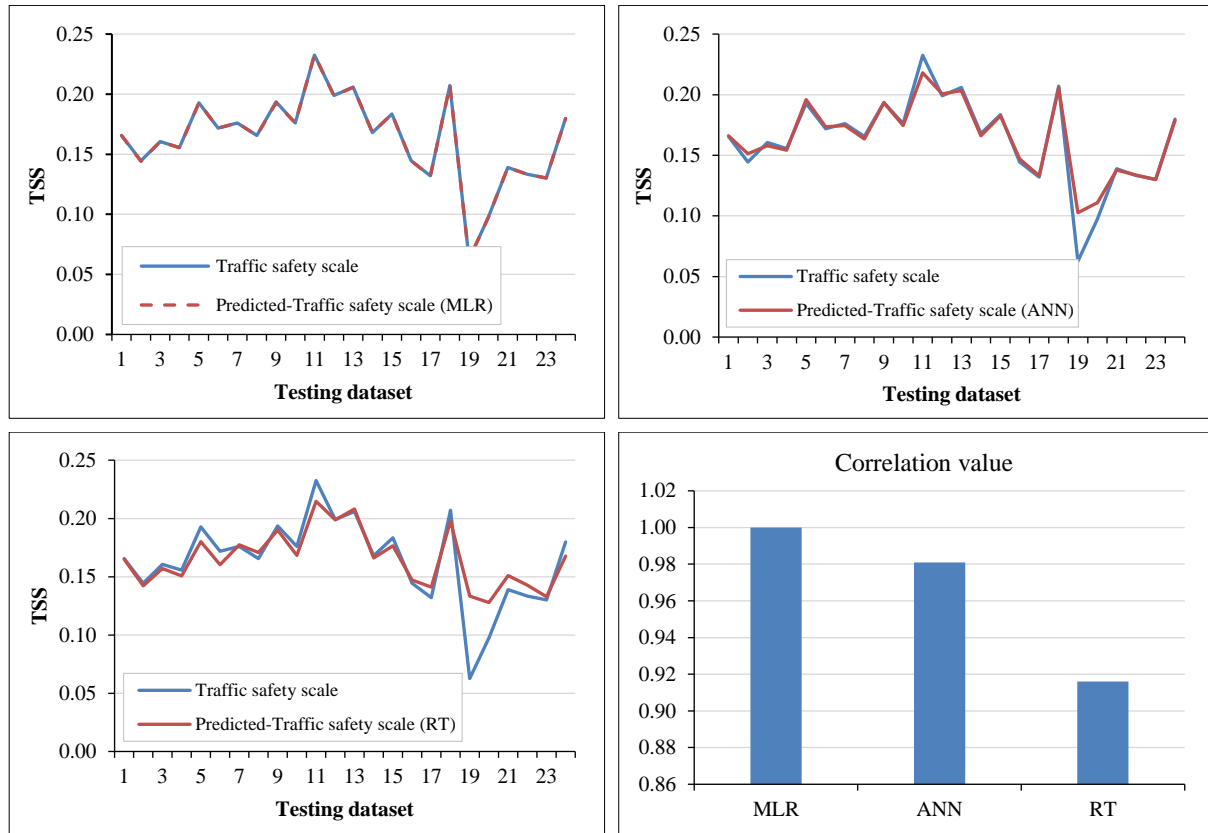 0.25
0.20
0.15
0.10
0.05
0.00
TSS
Traffic safety scale
Predicted-Traffic safety scale (MLR)
1 3 5 7 9 11 13 15 17 19 21 23
Testing dataset
0.25
0.20
0.15
0.10
0.05
0.00
TSS
Traffic safety scale
Predicted-Traffic safety scale (ANN)
1 3 5 7 9 11 13 15 17 19 21 23
Testing dataset
0.25
0.20
0.15
0.10
0.05
0.00
TSS
Traffic safety scale
Predicted-Traffic safety scale (RT)
1 3 5 7 9 11 13 15 17 19 21 23
Testing dataset
Correlation value
1.02
1.00
0.98
0.96
0.94
0.92
0.90
0.88
0.86
MLR ANN RT